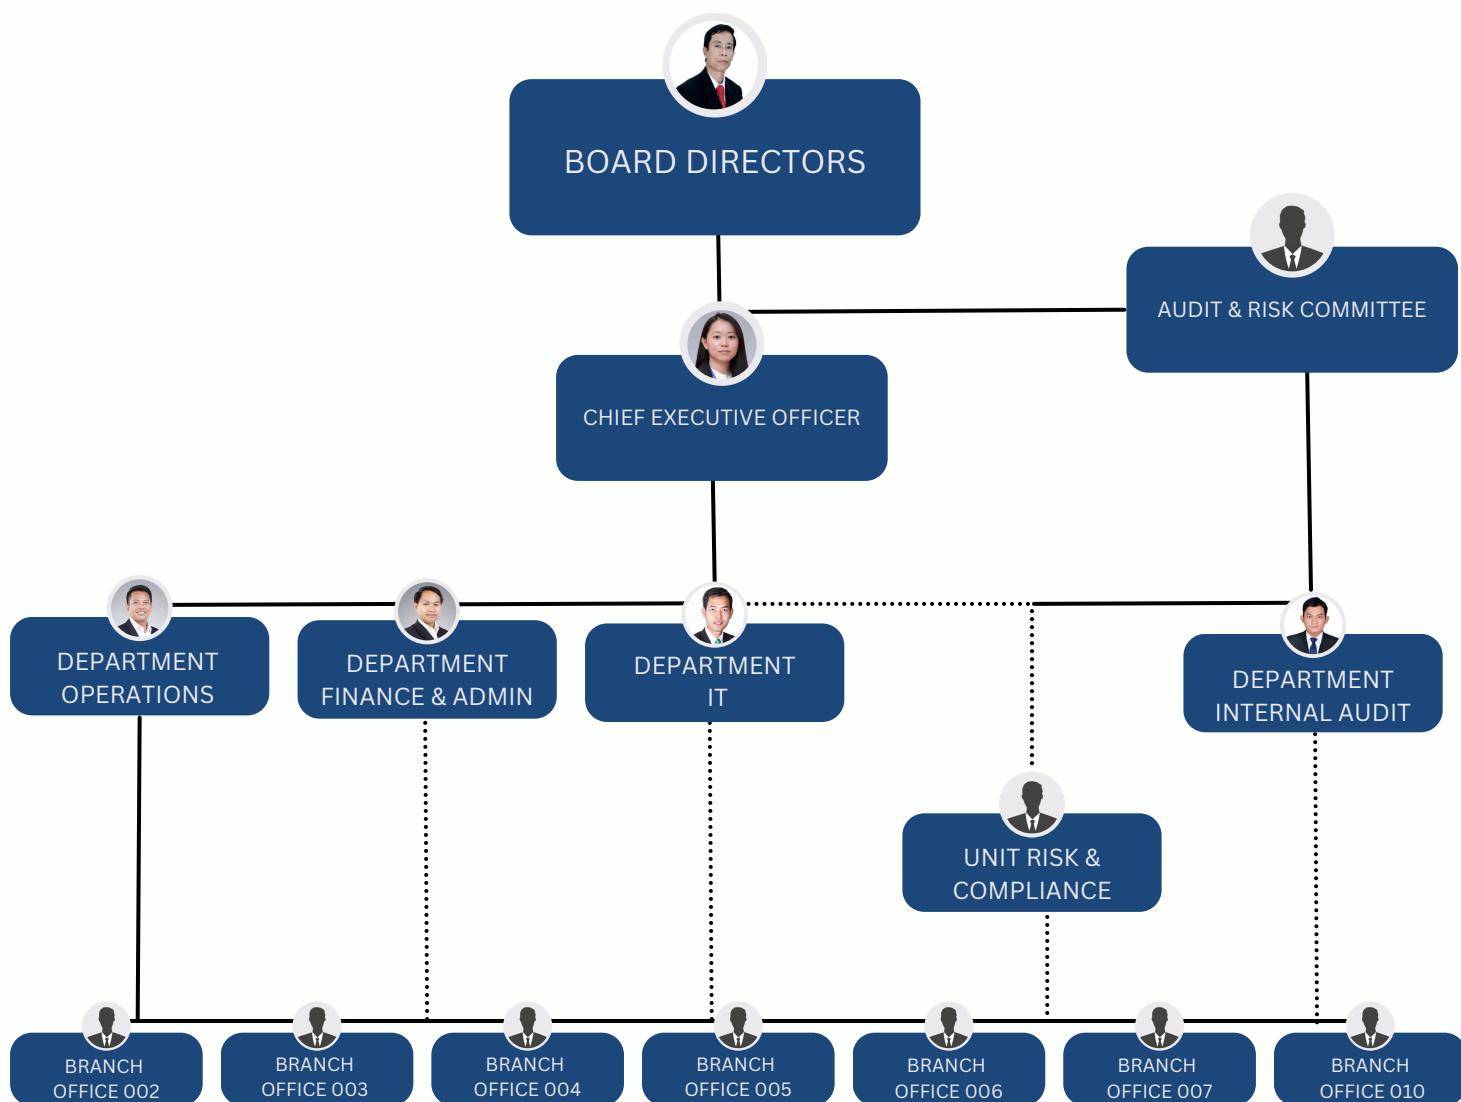 BOARD DIRECTORS
AUDIT & RISK COMMITTEE
CHIEF EXECUTIVE OFFICER
DEPARTMENT
OPERATIONS
DEPARTMENT
FINANCE & ADMIN
DEPARTMENT
IT
DEPARTMENT
INTERNAL AUDIT
UNIT RISK &
COMPLIANCE
BRANCH
OFFICE 002
BRANCH
OFFICE 003
BRANCH
OFFICE 004
BRANCH
OFFICE 005
BRANCH
OFFICE 006
BRANCH
OFFICE 007
BRANCH
OFFICE 010